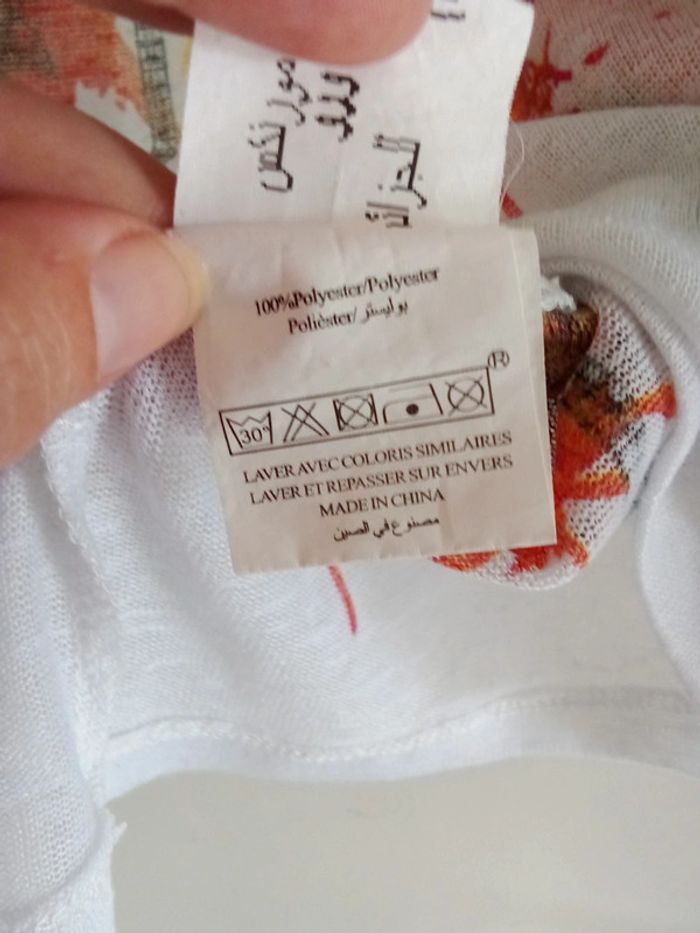 للجزائر
100%Polyester/Polyester
Poliéster/ بوليستر
30°
R
LAVER AVEC COLORIS SIMILAIRES
LAVER ET REPASSER SUR ENVERS
MADE IN CHINA
مصنوع في الصين